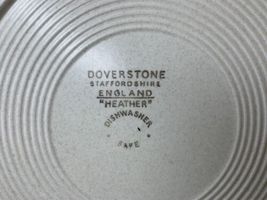 DOVERSTONE
STAFFORDSHIRE
ENGLAND
"HEATHER"
DISHWASHER
SAFE